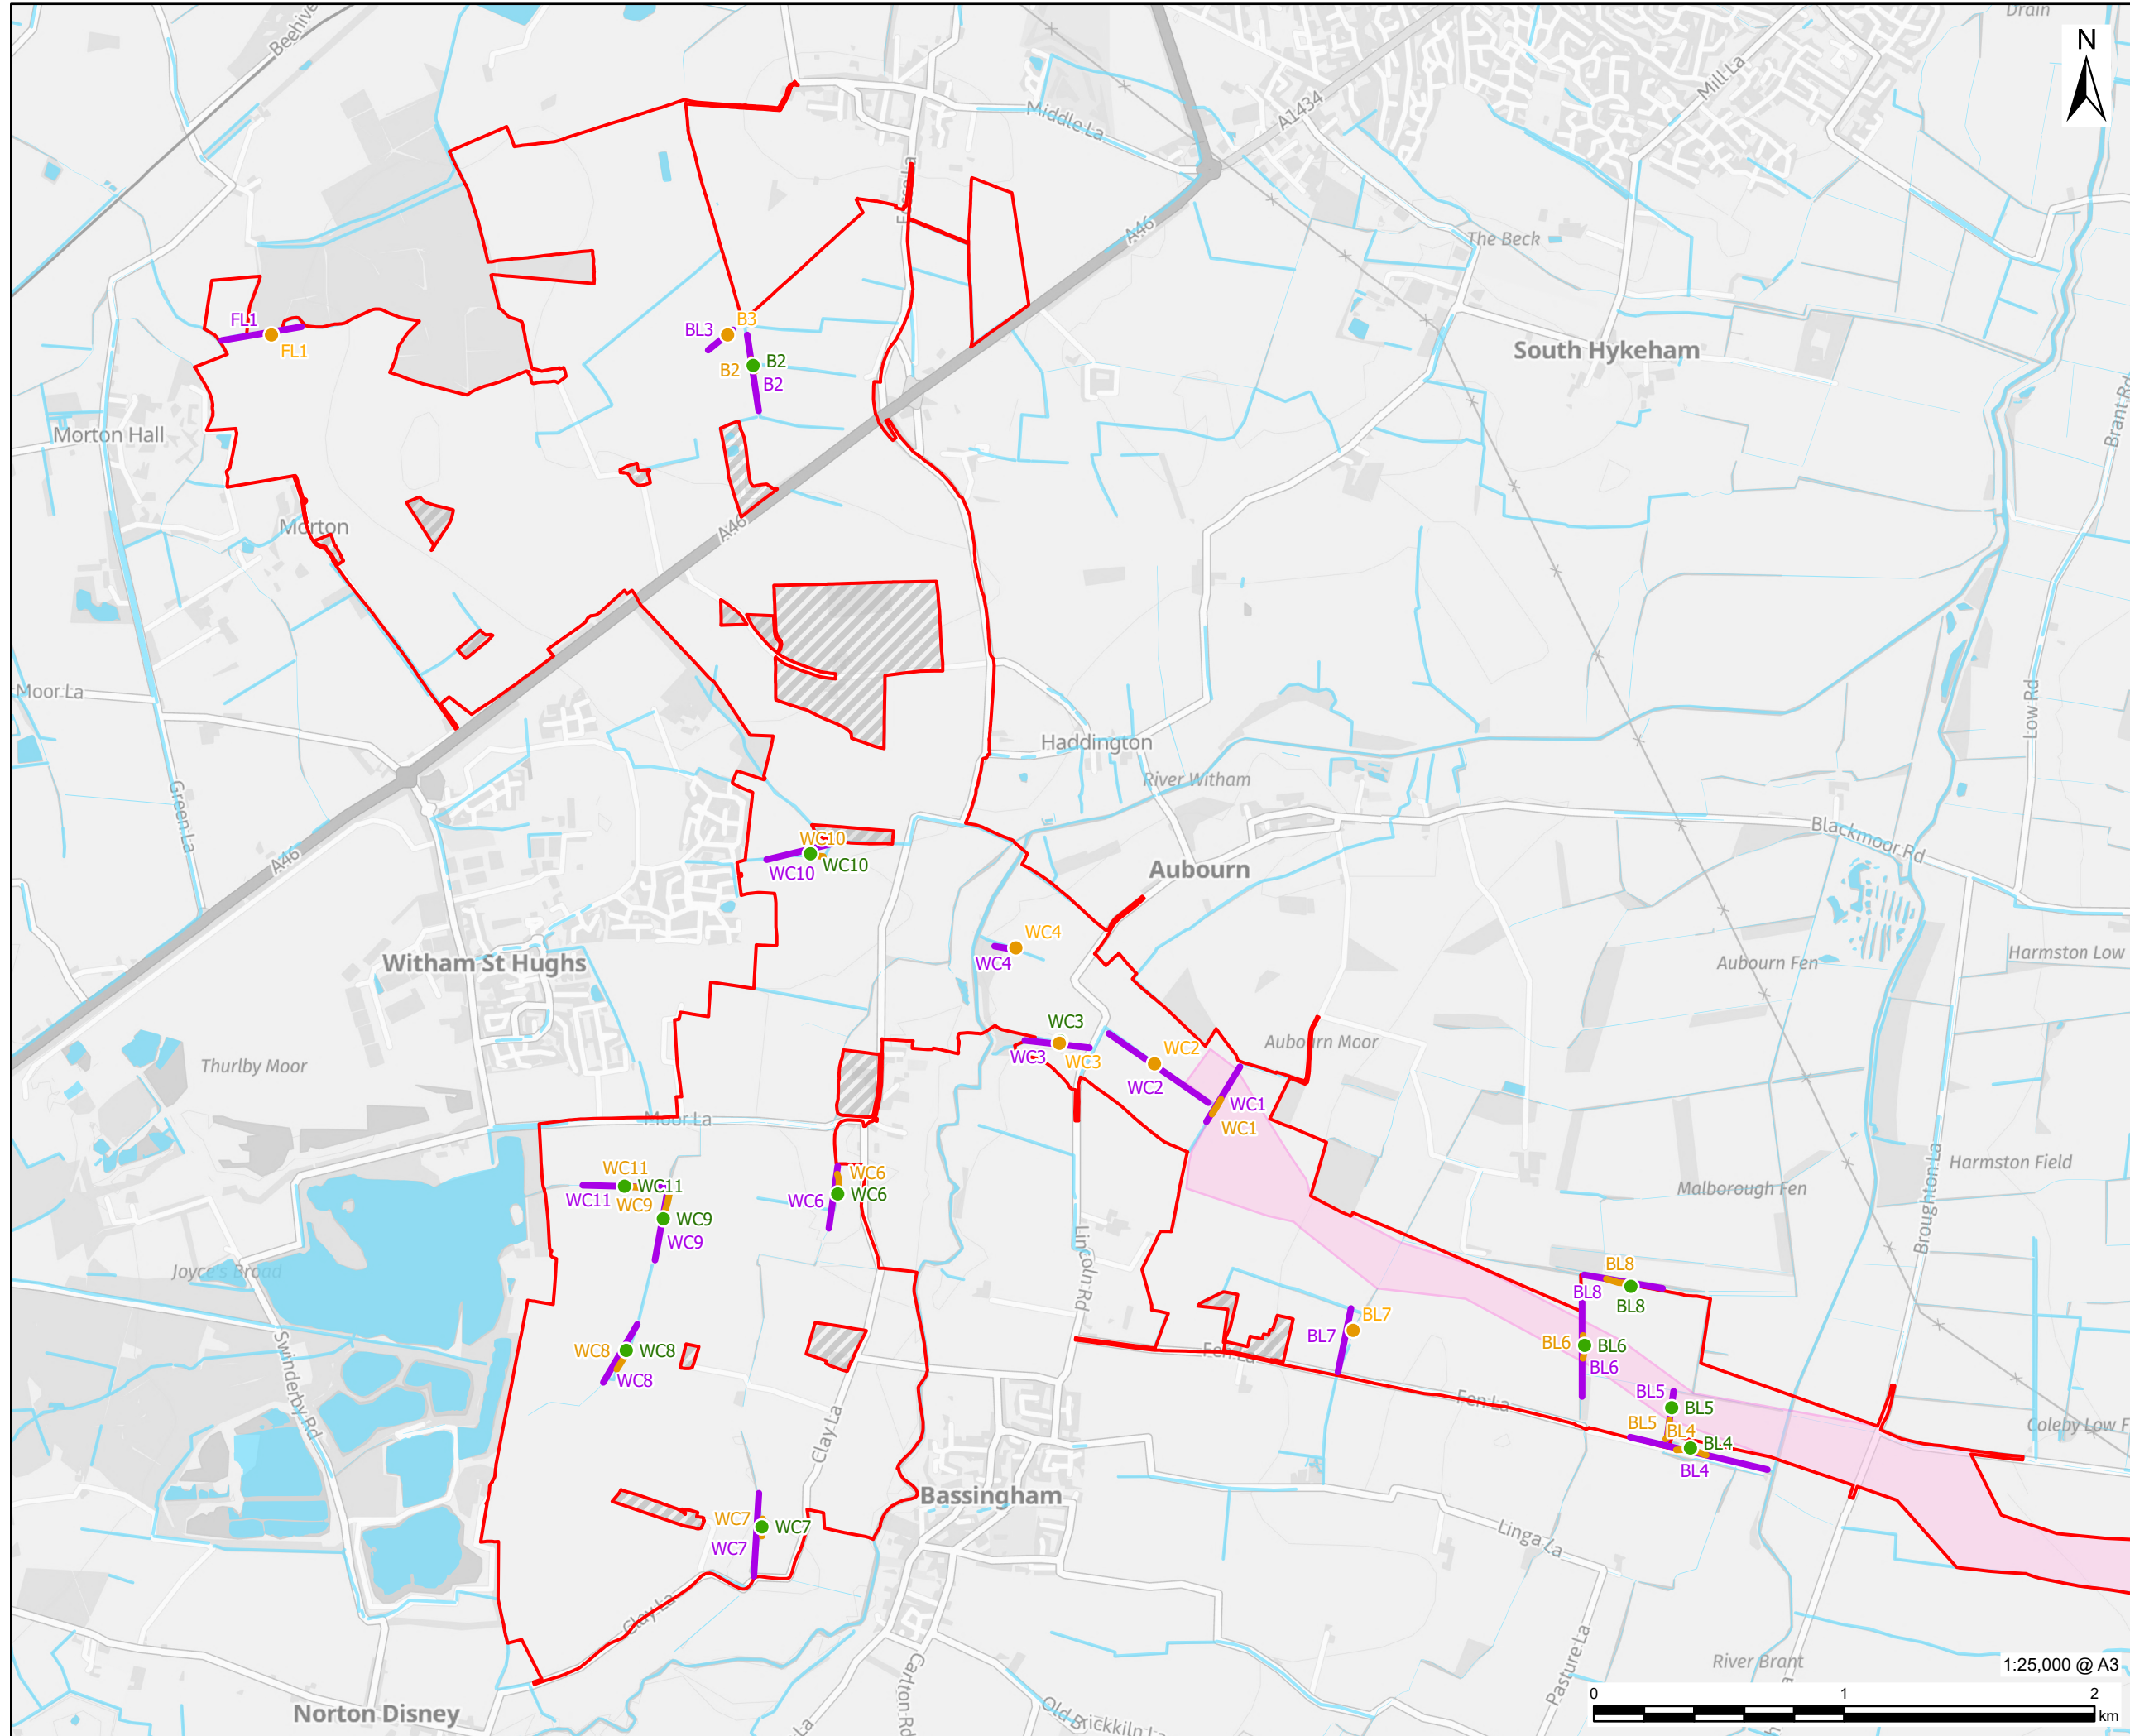 Drain
Beehive
N
Mill La
Middle La
A1434
A46
The Beck
South Hykeham
Brant Rd
FL1
FL1
BL3
B3
B2
B2
B2
Morton Hall
Morton
A46
Moor La
Low Rd
Haddington
River Witham
Green La
A46
Blackmoor Rd
WC10
WC10
WC10
Aubourn
WC4
WC4
Witham St Hughs
Aubourn Fen
Harmston Low
WC3
WC3
WC3
WC2
WC2
Aubourn Moor
Thurlby Moor
WC1
WC1
Moor La
Broughton La
Harmston Field
Malborough Fen
WC11
WC11
WC11
WC9
WC9
WC9
WC6
WC6
WC6
Lincoln Rd
Joyce's Broad
BL8
BL8
BL8
BL7
BL7
BL6
BL6
BL6
Swinderby Rd
WC8
WC8
WC8
Fen La
Fen La
BL5
BL5
BL5
BL4
BL4
BL4
Coleby Low F
Clay La
Bassingham
WC7
WC7
WC7
Linga La
Clay La
Carlton Rd
Pasture La
River Brant
1:25,000 @ A3
0 1 2
km
Norton Disney
Old Brickkiln La
La